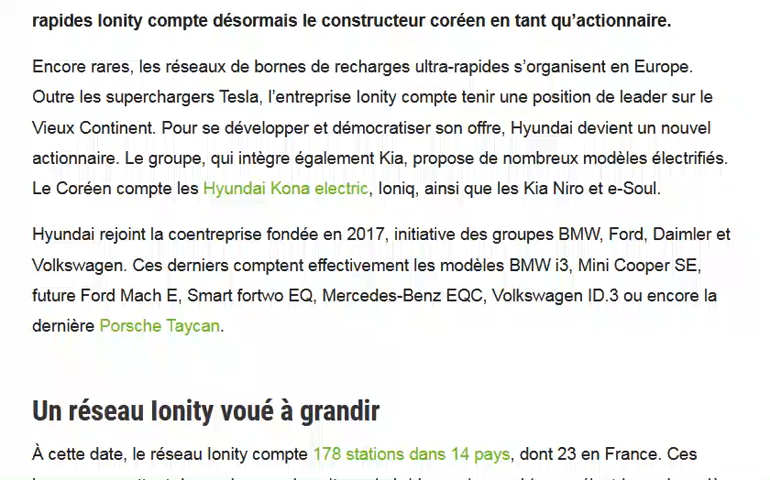 rapides Ionity compte désormais le constructeur coréen en tant qu’actionnaire.
Encore rares, les réseaux de bornes de recharges ultra-rapides s’organisent en Europe.
Outre les superchargers Tesla, l’entreprise Ionity compte tenir une position de leader sur le
Vieux Continent. Pour se développer et démocratiser son offre, Hyundai devient un nouvel
actionnaire. Le groupe, qui intègre également Kia, propose de nombreux modèles électrifiés.
Le Coréen compte les Hyundai Kona electric, Ioniq, ainsi que les Kia Niro et e-Soul.
Hyundai rejoint la coentreprise fondée en 2017, initiative des groupes BMW, Ford, Daimler et
Volkswagen. Ces derniers comptent effectivement les modèles BMW i3, Mini Cooper SE,
future Ford Mach E, Smart fortwo EQ, Mercedes-Benz EQC, Volkswagen ID.3 ou encore la
dernière Porsche Taycan.
Un réseau Ionity voué à grandir
À cette date, le réseau Ionity compte 178 stations dans 14 pays, dont 23 en France. Ces